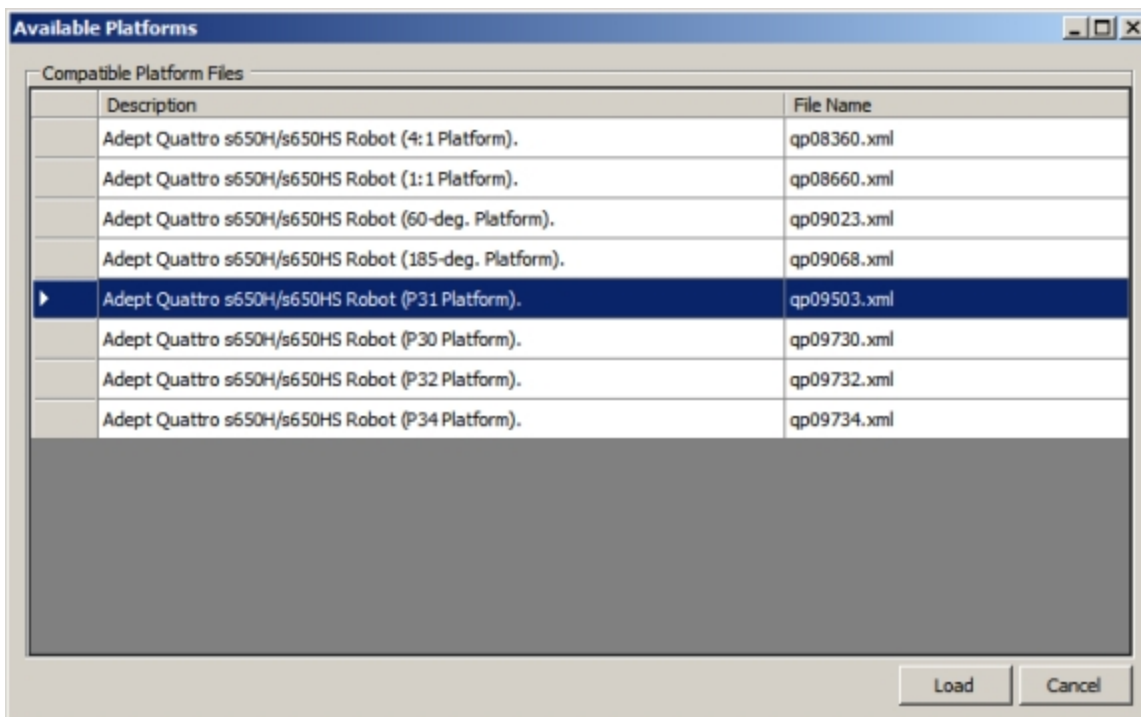 Available Platforms
Compatible Platform Files
Description File Name
Adept Quattro s650H/s650HS Robot (4:1 Platform). qp08360.xml
Adept Quattro s650H/s650HS Robot (1:1 Platform). qp08660.xml
Adept Quattro s650H/s650HS Robot (60-deg. Platform). qp09023.xml
Adept Quattro s650H/s650HS Robot (185-deg. Platform). qp09068.xml
Adept Quattro s650H/s650HS Robot (P31 Platform). qp09503.xml
Adept Quattro s650H/s650HS Robot (P30 Platform). qp09730.xml
Adept Quattro s650H/s650HS Robot (P32 Platform). qp09732.xml
Adept Quattro s650H/s650HS Robot (P34 Platform). qp09734.xml
Load Cancel